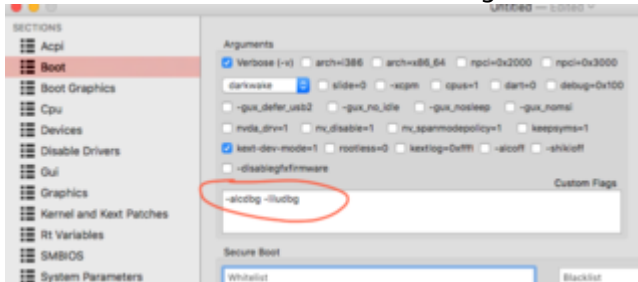 Untitled — Edited
SECTIONS
Acpi
Boot
Boot Graphics
Cpu
Devices
Disable Drivers
Gui
Graphics
Kernel and Kext Patches
Rt Variables
SMBIOS
System Parameters
Arguments
Verbose (-v) arch=i386 arch=x86_64 npci=0x2000 npci=0x3000
darkwake slide=0 -xcpm cpus=1 dart=0 debug=0x100
-gux_defer_usb2 -gux_no_idle -gux_nosleep -gux_nomsi
nvda_drv=1 nv_disable=1 nv_spanmodepolicy=1 keepsyms=1
kext-dev-mode=1 rootless=0 kextlog=0xffff -alcoff -shikioff
-disablegfxfirmware
Custom Flags
-alcdbg -liludbg
Secure Boot
Whitelist
Blacklist